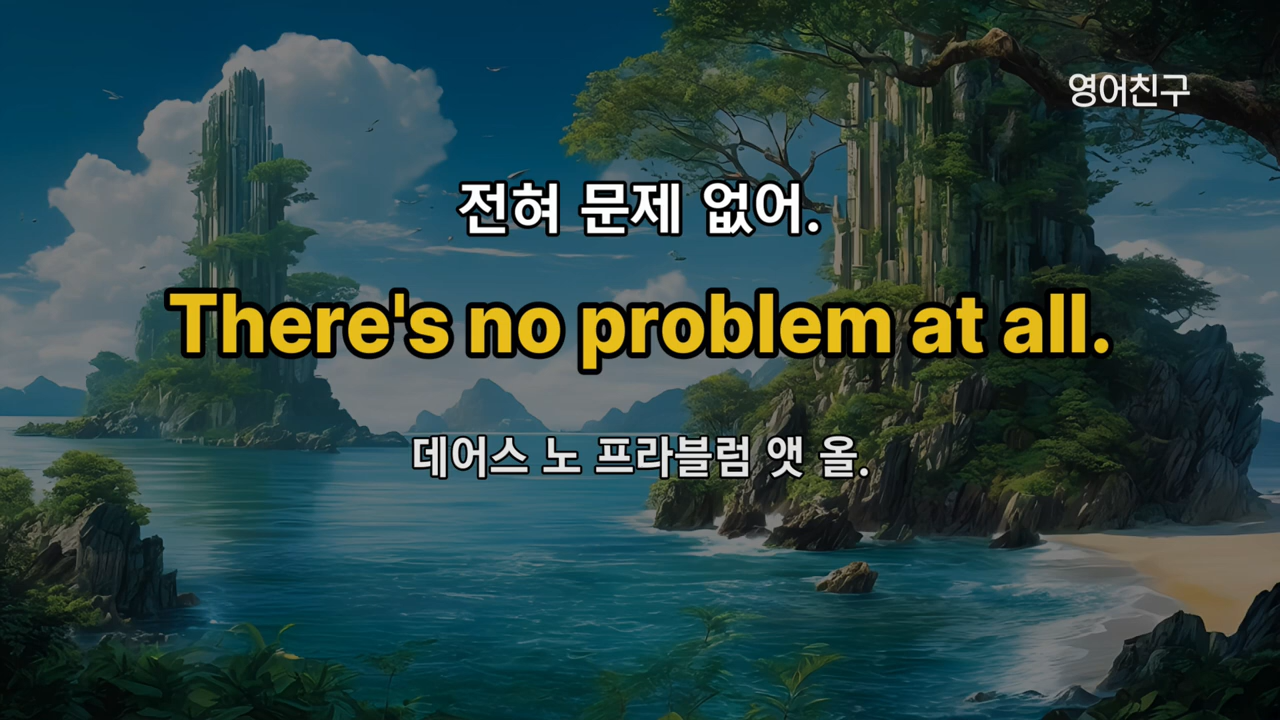 영어친구
전혀 문제 없어.
There's no problem at all.
데어스 노 프라블럼 앳 올.